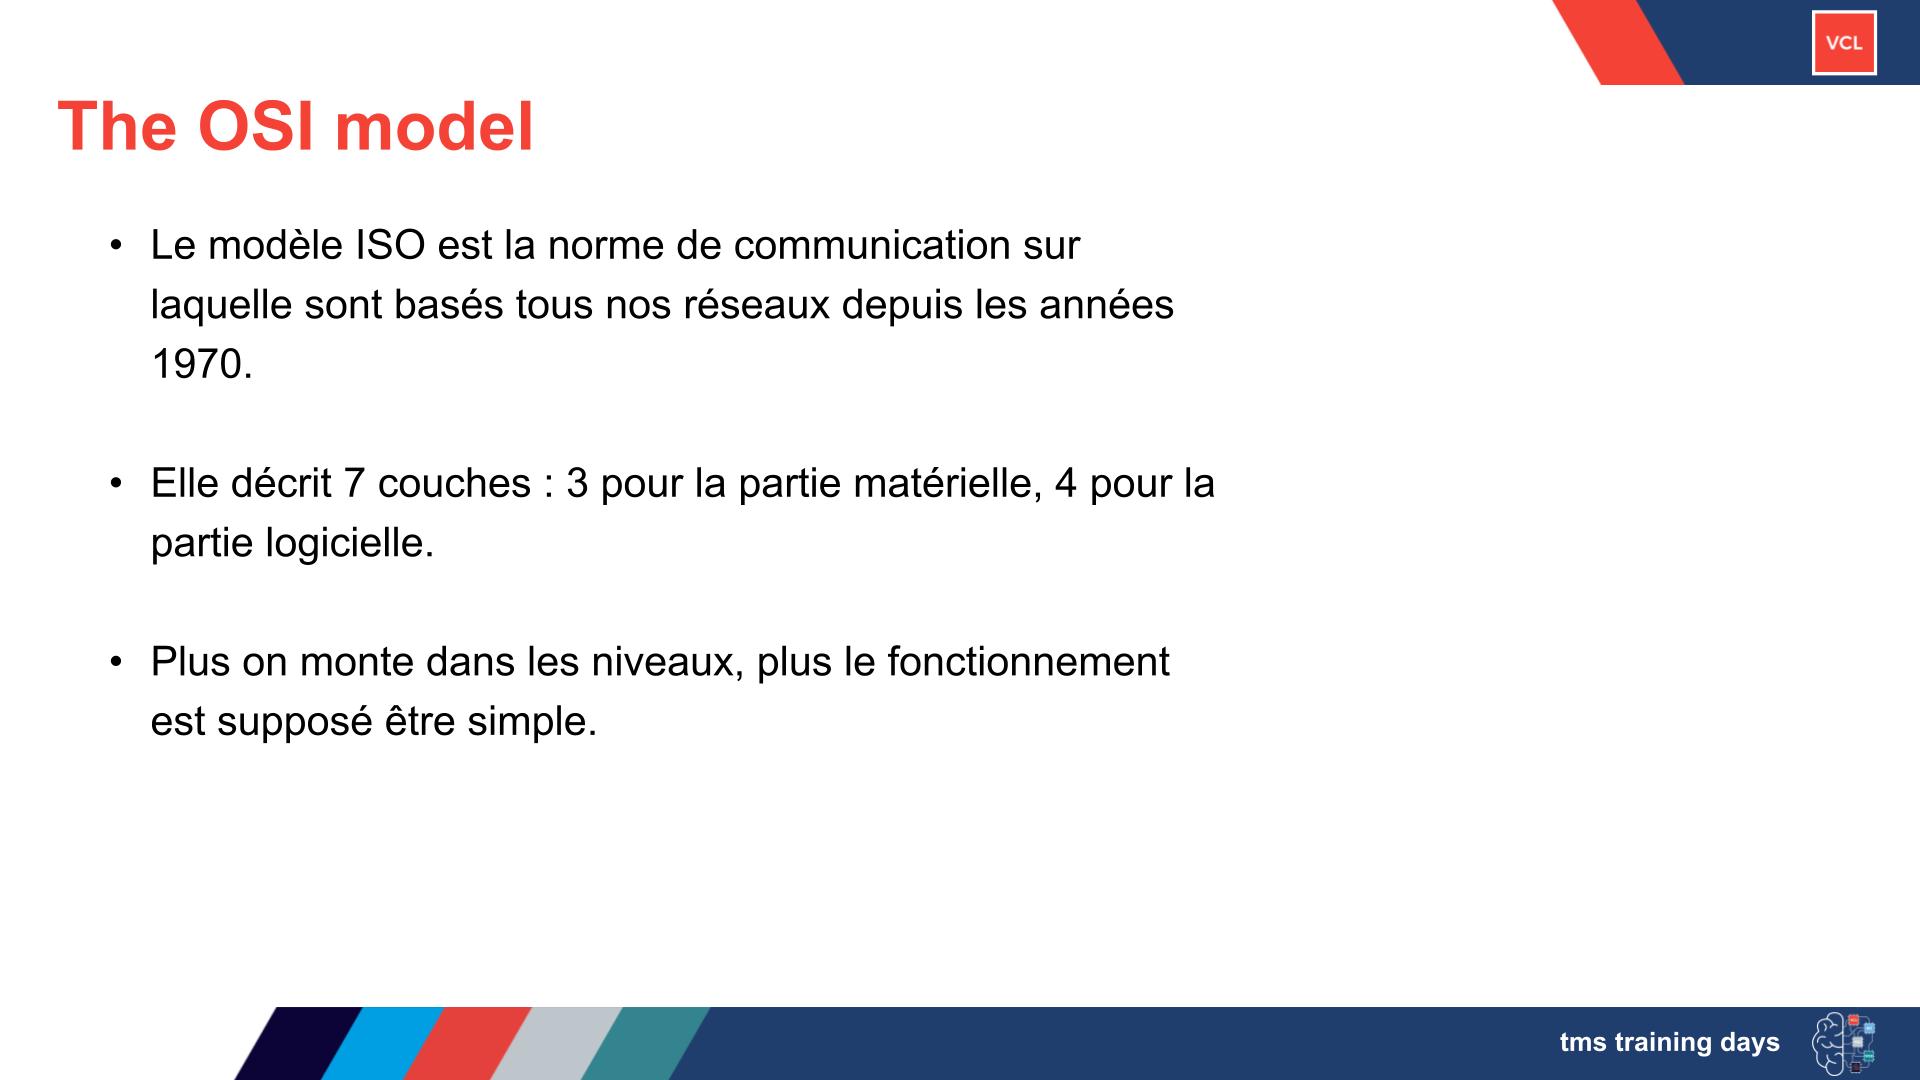 VCL
The OSI model
• Le modèle ISO est la norme de communication sur
laquelle sont basés tous nos réseaux depuis les années
1970.
• Elle décrit 7 couches : 3 pour la partie matérielle, 4 pour la
partie logicielle.
• Plus on monte dans les niveaux, plus le fonctionnement
est supposé être simple.
tms training days